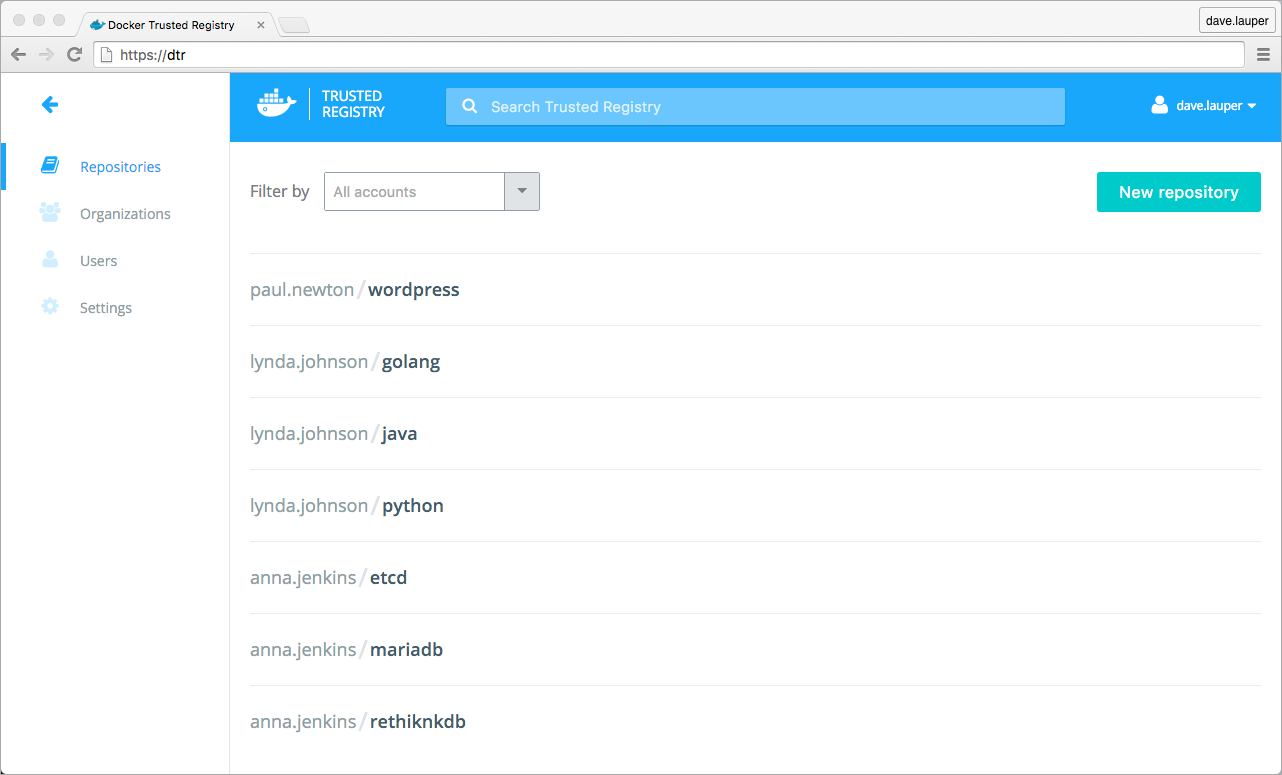 Docker Trusted Registry
dave.lauper
https://dtr
TRUSTED
REGISTRY
Search Trusted Registry
dave.lauper
Repositories
Organizations
Users
Settings
Filter by All accounts
New repository
paul.newton/wordpress
lynda.johnson/golang
lynda.johnson/java
lynda.johnson/python
anna.jenkins/etcd
anna.jenkins/mariadb
anna.jenkins/rethiknkdb